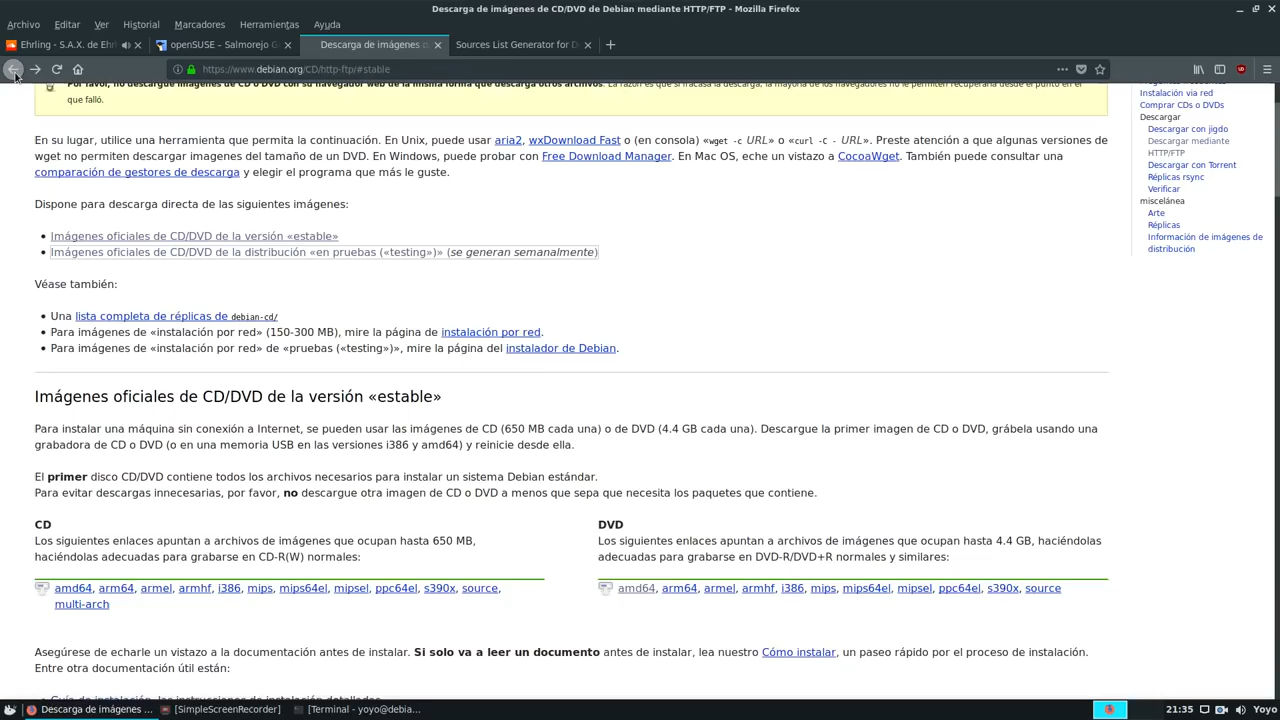 Descarga de imágenes de CD/DVD de Debian mediante HTTP/FTP - Mozilla Firefox
Archivo Editar Ver Historial Marcadores Herramientas Ayuda
Ehrling - S.A.X. de Ehr
openSUSE – Salmorejo G
Descarga de imágenes d
Sources List Generator for D
https://www.debian.org/CD/http-ftp/#stable
Por favor, no descargue imágenes de CD o DVD con su navegador web de la misma forma que descarga otros archivos. La razón es que si fracasa la descarga, la mayoría de los navegadores no le permiten recuperarla desde el punto en el
que falló.
En su lugar, utilice una herramienta que permita la continuación. En Unix, puede usar aria2, wxDownload Fast o (en consola) «wget -c URL» o «curl -C - URL». Preste atención a que algunas versiones de
wget no permiten descargar imagenes del tamaño de un DVD. En Windows, puede probar con Free Download Manager. En Mac OS, eche un vistazo a CocoaWget. También puede consultar una
comparación de gestores de descarga y elegir el programa que más le guste.
Dispone para descarga directa de las siguientes imágenes:
• Imágenes oficiales de CD/DVD de la versión «estable»
• Imágenes oficiales de CD/DVD de la distribución «en pruebas («testing»)» (se generan semanalmente)
Véase también:
• Una lista completa de réplicas de debian-cd/
• Para imágenes de «instalación por red» (150-300 MB), mire la página de instalación por red.
• Para imágenes de «instalación por red» de «pruebas («testing»)», mire la página del instalador de Debian.
Imágenes oficiales de CD/DVD de la versión «estable»
Para instalar una máquina sin conexión a Internet, se pueden usar las imágenes de CD (650 MB cada una) o de DVD (4.4 GB cada una). Descargue la primer imagen de CD o DVD, grábela usando una
grabadora de CD o DVD (o en una memoria USB en las versiones i386 y amd64) y reinicie desde ella.
El primer disco CD/DVD contiene todos los archivos necesarios para instalar un sistema Debian estándar.
Para evitar descargas innecesarias, por favor, no descargue otra imagen de CD o DVD a menos que sepa que necesita los paquetes que contiene.
CD
Los siguientes enlaces apuntan a archivos de imágenes que ocupan hasta 650 MB,
haciéndolas adecuadas para grabarse en CD-R(W) normales:
amd64, arm64, armel, armhf, i386, mips, mips64el, mipsel, ppc64el, s390x, source,
multi-arch
DVD
Los siguientes enlaces apuntan a archivos de imágenes que ocupan hasta 4.4 GB, haciéndolas
adecuadas para grabarse en DVD-R/DVD+R normales y similares:
amd64, arm64, armel, armhf, i386, mips, mips64el, mipsel, ppc64el, s390x, source
Asegúrese de echarle un vistazo a la documentación antes de instalar. Si solo va a leer un documento antes de instalar, lea nuestro Cómo instalar, un paseo rápido por el proceso de instalación.
Entre otra documentación útil están:
• Guía de instalación, las instrucciones de instalación detalladas
Instalación via red
Comprar CDs o DVDs
Descargar
Descargar con jigdo
Descargar mediante
HTTP/FTP
Descargar con Torrent
Réplicas rsync
Verificar
miscelánea
Arte
Réplicas
Información de imágenes de
distribución
Descarga de imágenes ...
[SimpleScreenRecorder]
[Terminal - yoyo@debia...
21:35
Yoyo